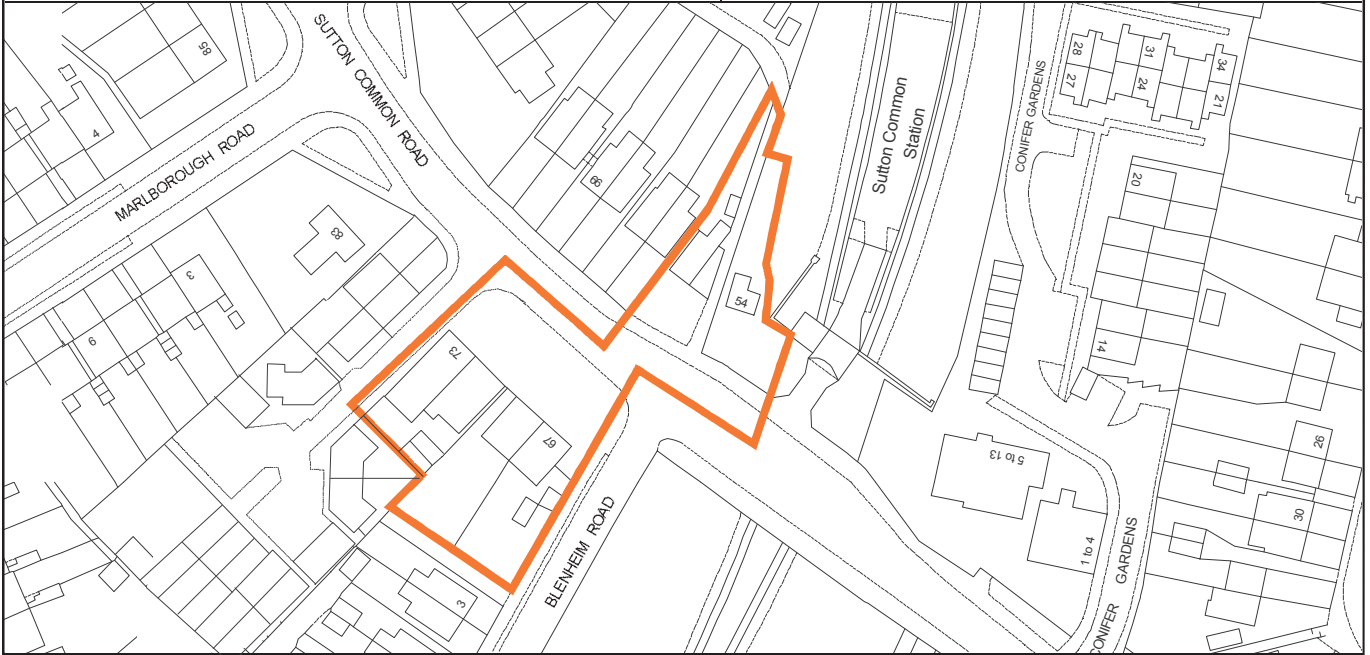 85
SUTTON COMMON ROAD
4
MARLBOROUGH ROAD
66
83
3
6
73
67
54
Sutton Common
Station
CONIFER GARDENS
28
27
31
24
34
21
20
14
5 to 13
1 to 4
26
30
CONIFER GARDENS
BLENHEIM ROAD
3